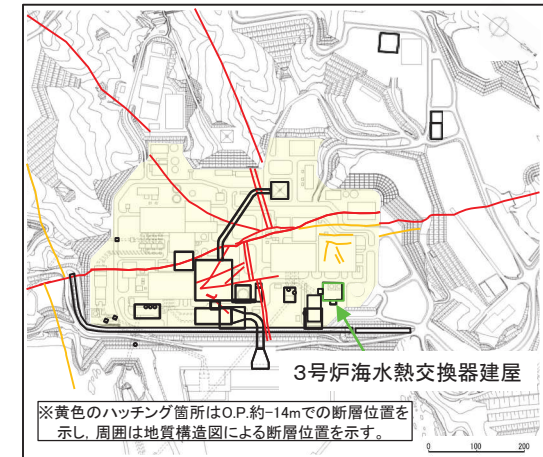 3号炉海水熱交換器建屋
※黄色のハッチング箇所はO.P.約-14mでの断層位置を
示し, 周囲は地質構造図による断層位置を示す。
0 100 200